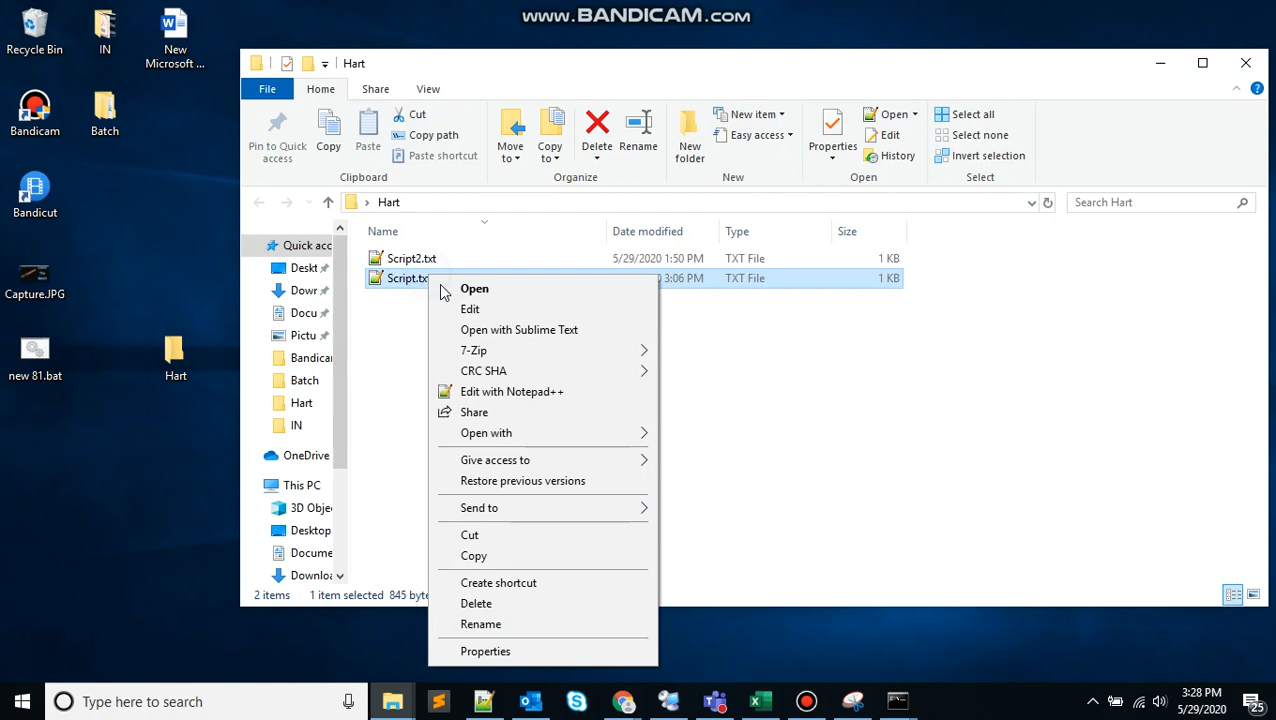 www.BANDICAM.com
Recycle Bin
IN
New
Microsoft ...
Bandicam
Batch
Bandicut
Capture.JPG
new 81.bat
Hart
Hart
File
Home
Share
View
Pin to Quick
access
Copy
Paste
Cut
Copy path
Paste shortcut
Clipboard
Move
to
Copy
to
Delete
Rename
Organize
New
folder
New item
Easy access
New
Properties
Open
Edit
History
Open
Select all
Select none
Invert selection
Select
Hart
Search Hart
Name
Date modified
Type
Size
Script2.txt
5/29/2020 1:50 PM
TXT File
1 KB
Script.tx
0 3:06 PM
TXT File
1 KB
Quick acc
Deskt
Dowr
Docu
Pictu
Bandica
Batch
Hart
IN
OneDrive
This PC
3D Obje
Desktop
Docume
Downloa
Open
Edit
Open with Sublime Text
7-Zip
CRC SHA
Edit with Notepad++
Share
Open with
Give access to
Restore previous versions
Send to
Cut
Copy
Create shortcut
Delete
Rename
Properties
2 items
1 item selected
845 byt
Type here to search
3:28 PM
5/29/2020
25